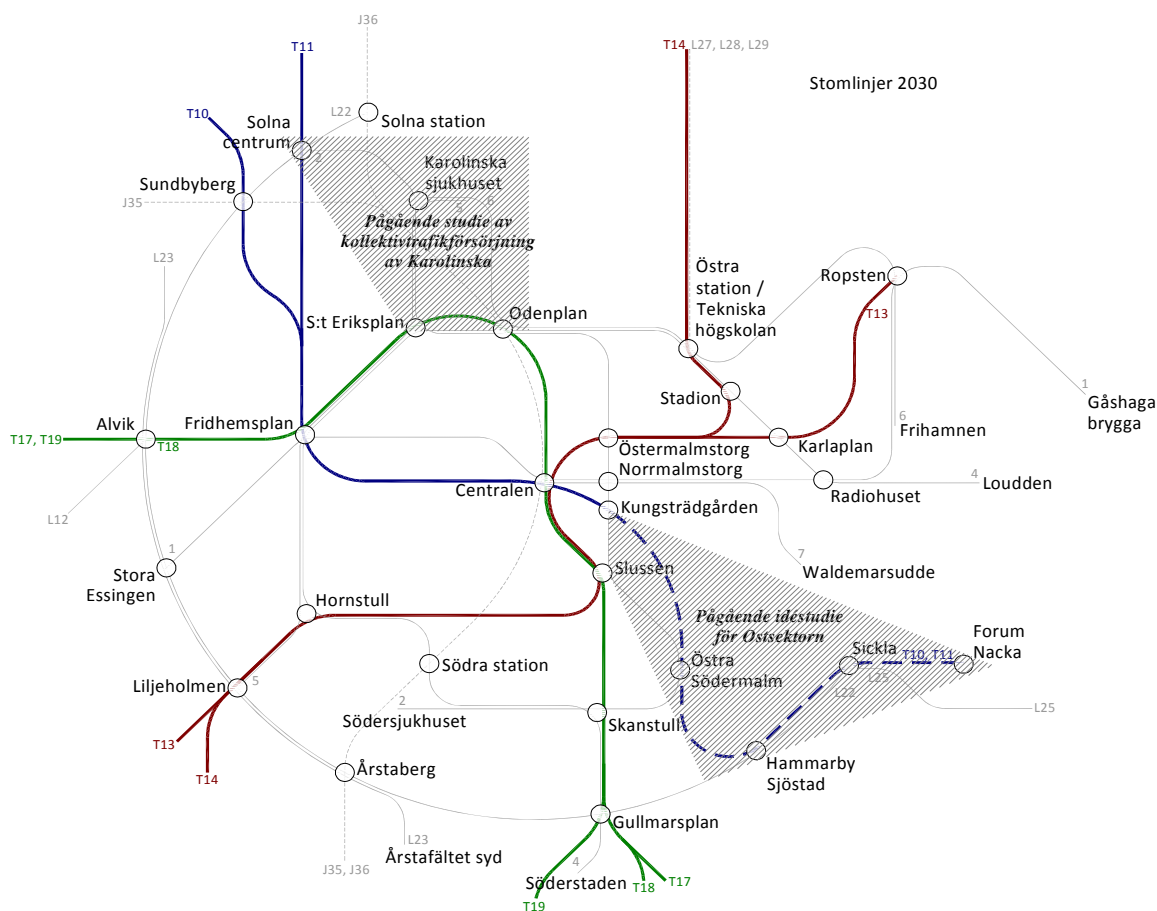 J36
T11
T14
L27, L28, L29
Stomlinjer 2030
T10
L22
Solna station
Solna
centrum
2
Karolinska
sjukhuset
Sundbyberg
J35
5
6
Pågående studie av
kollektivtrafikförsörjning
av Karolinska
L23
Östra
station /
Tekniska
högskolan
Ropsten
T13
S:t Eriksplan
Odenplan
Stadion
1
Gåshaga
brygga
Alvik
Fridhemsplan
T17, T19
T18
6
Frihamnen
Östermalmstorg
Karlaplan
Norrmalmstorg
Centralen
4
Loudden
Radiohuset
Kungsträdgården
L12
1
Stora
Essingen
7
Waldemarsudde
Slussen
Hornstull
Pågående idéstudie
för Ostsektorn
Forum
Nacka
Sickla
T10, T11
Södra station
Östra
Södermalm
L25
L22
Liljeholmen
5
2
Södersjukhuset
Skanstull
L25
T13
T14
Hammarby
Sjöstad
Årstaberg
Gullmarsplan
L23
Årstafältet syd
J35, J36
4
Söderstaden
T18
T17
T19